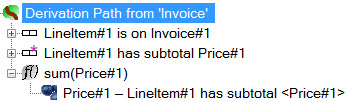 Derivation Path from 'Invoice'
LineItem#1 is on Invoice#1
LineItem#1 has subtotal Price#1
f() sum(Price#1)
Price#1 – LineItem#1 has subtotal <Price#1>